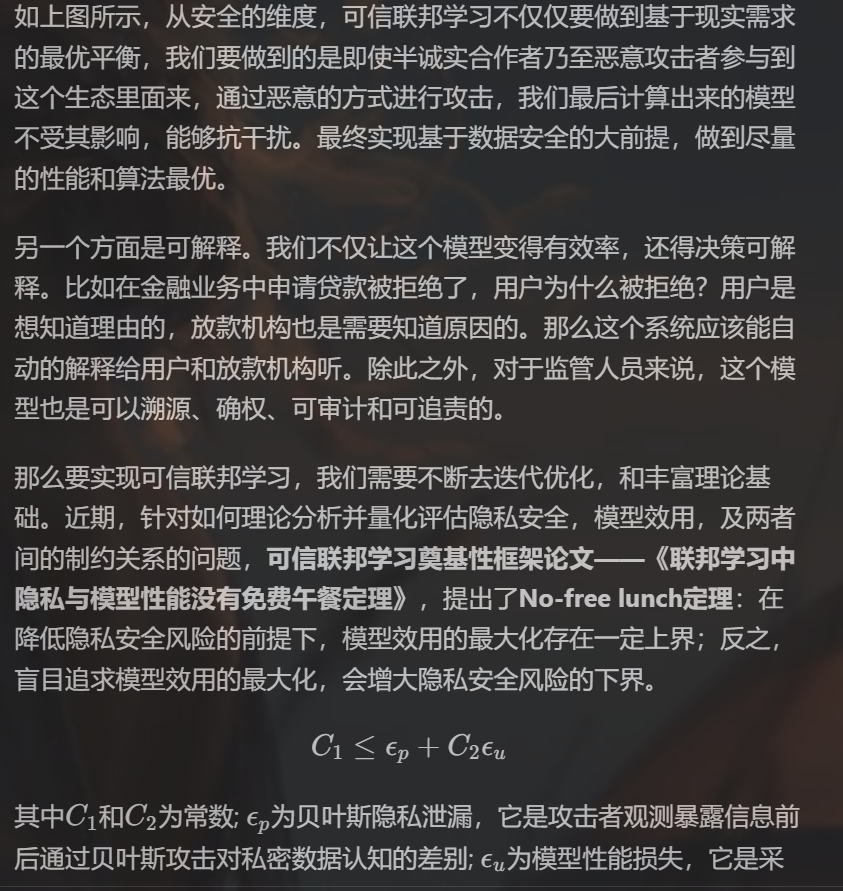 如上图所示，从安全的维度，可信联邦学习不仅仅要做到基于现实需求
的最优平衡，我们要做到的是即使半诚实合作者乃至恶意攻击者参与到
这个生态里面来，通过恶意的方式进行攻击，我们最后计算出来的模型
不受其影响，能够抗干扰。最终实现基于数据安全的大前提，做到尽量
的性能和算法最优。
另一个方面是可解释。我们不仅让这个模型变得有效率，还得决策可解
释。比如在金融业务中申请贷款被拒绝了，用户为什么被拒绝？用户是
想知道理由的，放款机构也是需要知道原因的。那么这个系统应该能自
动的解释给用户和放款机构听。除此之外，对于监管人员来说，这个模
型也是可以溯源、确权、可审计和可追责的。
那么要实现可信联邦学习，我们需要不断去迭代优化，和丰富理论基
础。近期，针对如何理论分析并量化评估隐私安全，模型效用，及两者
间的制约关系的问题，可信联邦学习奠基性框架论文——《联邦学习中
隐私与模型性能没有免费午餐定理》，提出了No-free lunch定理：在
降低隐私安全风险的前提下，模型效用的最大化存在一定上界；反之，
盲目追求模型效用的最大化，会增大隐私安全风险的下界。
C₁ ≤ ϵₚ + C₂ϵᵤ
其中C₁和C₂为常数; ϵₚ为贝叶斯隐私泄漏，它是攻击者观测暴露信息前
后通过贝叶斯攻击对私密数据认知的差别; ϵᵤ为模型性能损失，它是采